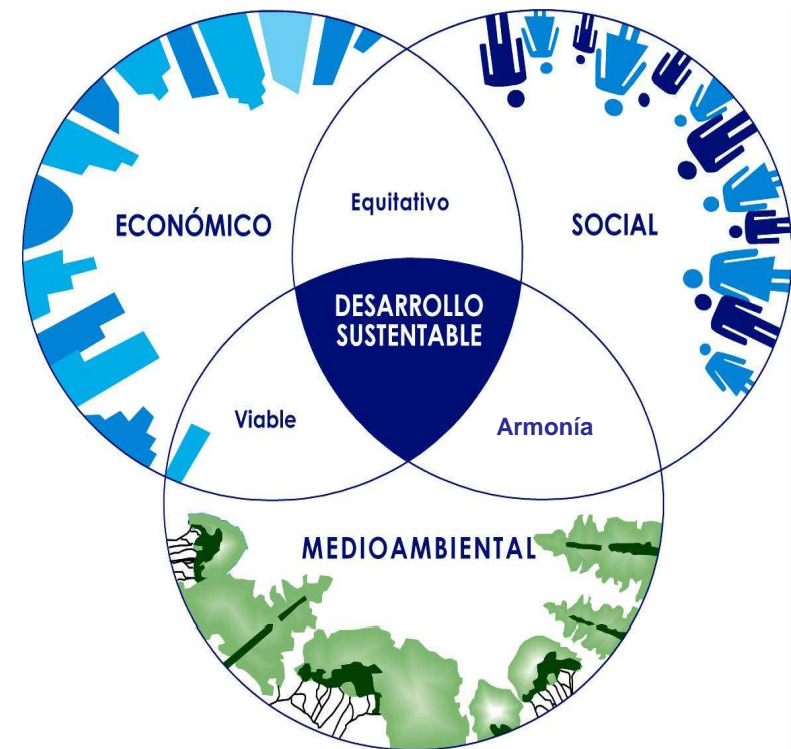 Equitativo
ECONÓMICO
SOCIAL
DESARROLLO
SUSTENTABLE
Viable
Armonía
MEDIOAMBIENTAL